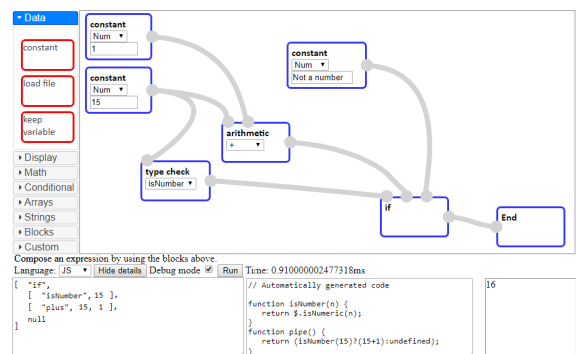 Data
constant
load file
keep
variable
Display
Math
Conditional
Arrays
Strings
Blocks
Custom
constant
Num
1
constant
Num
15
constant
Num
Not a number
arithmetic
+
type check
isNumber
if
End
Compose an expression by using the blocks above.
Language: JS Hide details Debug mode Run Time: 0.910000002477318ms
[ "if",
[ "isNumber", 15 ],
[ "plus", 15, 1 ],
null
]
// Automatically generated code
function isNumber(n) {
return $.isNumeric(n);
}
function pipe() {
return (isNumber(15)?(15+1):undefined);
}
16